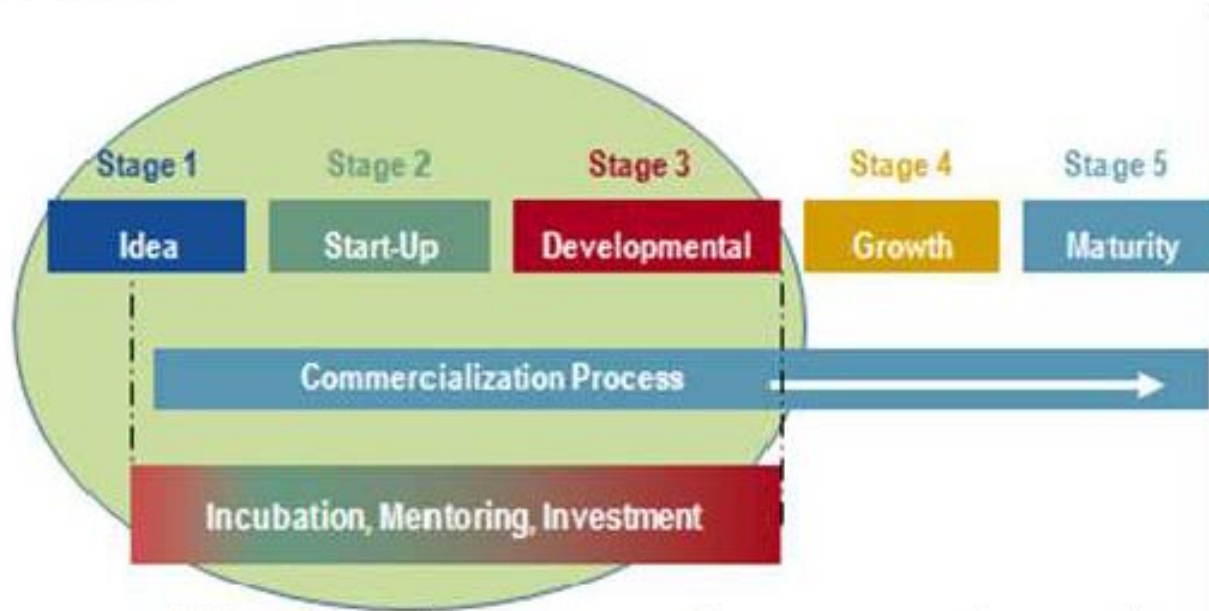 Stage 1 Stage 2 Stage 3 Stage 4 Stage 5
Idea Start-Up Developmental Growth Maturity
Commercialization Process
Incubation, Mentoring, Investment